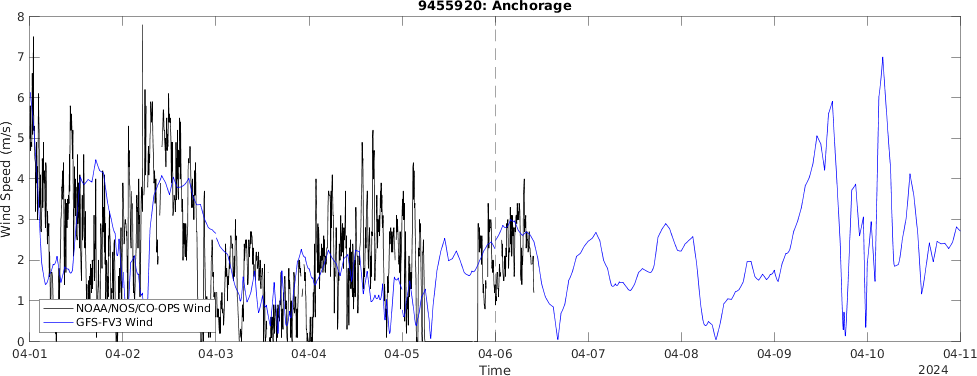 9455920: Anchorage
8
7
6
5
4
3
2
1
0
Wind Speed (m/s)
NOAA/NOS/CO-OPS Wind
GFS-FV3 Wind
04-01 04-02 04-03 04-04 04-05 04-06 04-07 04-08 04-09 04-10 04-11
Time
2024